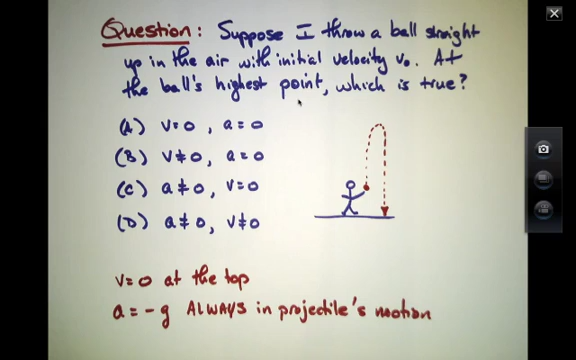 Question: Suppose I throw a ball straight
up in the air with initial velocity v₀. At
the ball's highest point, which is true?
(A) v=0, a=0
(B) v≠0, a=0
(C) a≠0, v=0
(D) a≠0, v≠0
v=0 at the top
a = -g ALWAYS in projectile's motion